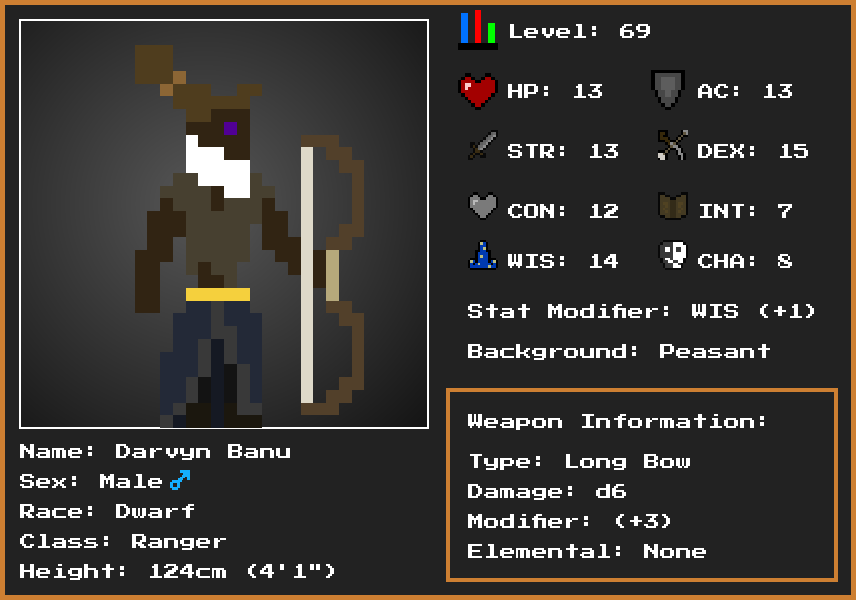 Level: 69
HP: 13
AC: 13
STR: 13
DEX: 15
CON: 12
INT: 7
WIS: 14
CHA: 8
Stat Modifier: WIS (+1)
Background: Peasant
Weapon Information:
Type: Long Bow
Damage: d6
Modifier: (+3)
Elemental: None
Name: Darvyn Banu
Sex: Male ♂
Race: Dwarf
Class: Ranger
Height: 124cm (4'1")